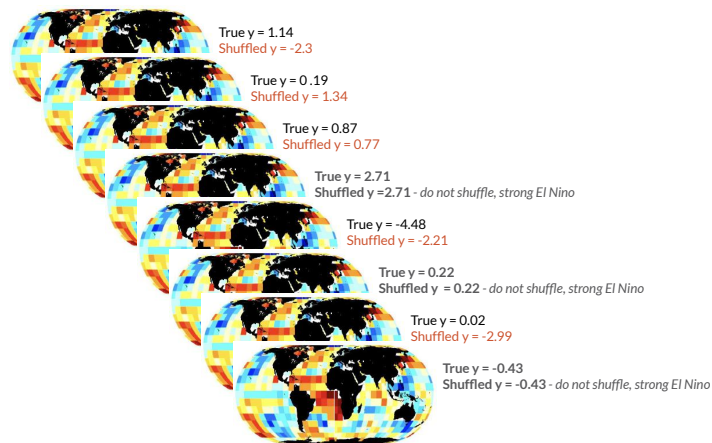 True y = 1.14
Shuffled y = -2.3
True y = 0.19
Shuffled y = 1.34
True y = 0.87
Shuffled y = 0.77
True y = 2.71
Shuffled y =2.71 - do not shuffle, strong El Nino
True y = -4.48
Shuffled y = -2.21
True y = 0.22
Shuffled y = 0.22 - do not shuffle, strong El Nino
True y = 0.02
Shuffled y = -2.99
True y = -0.43
Shuffled y = -0.43 - do not shuffle, strong El Nino